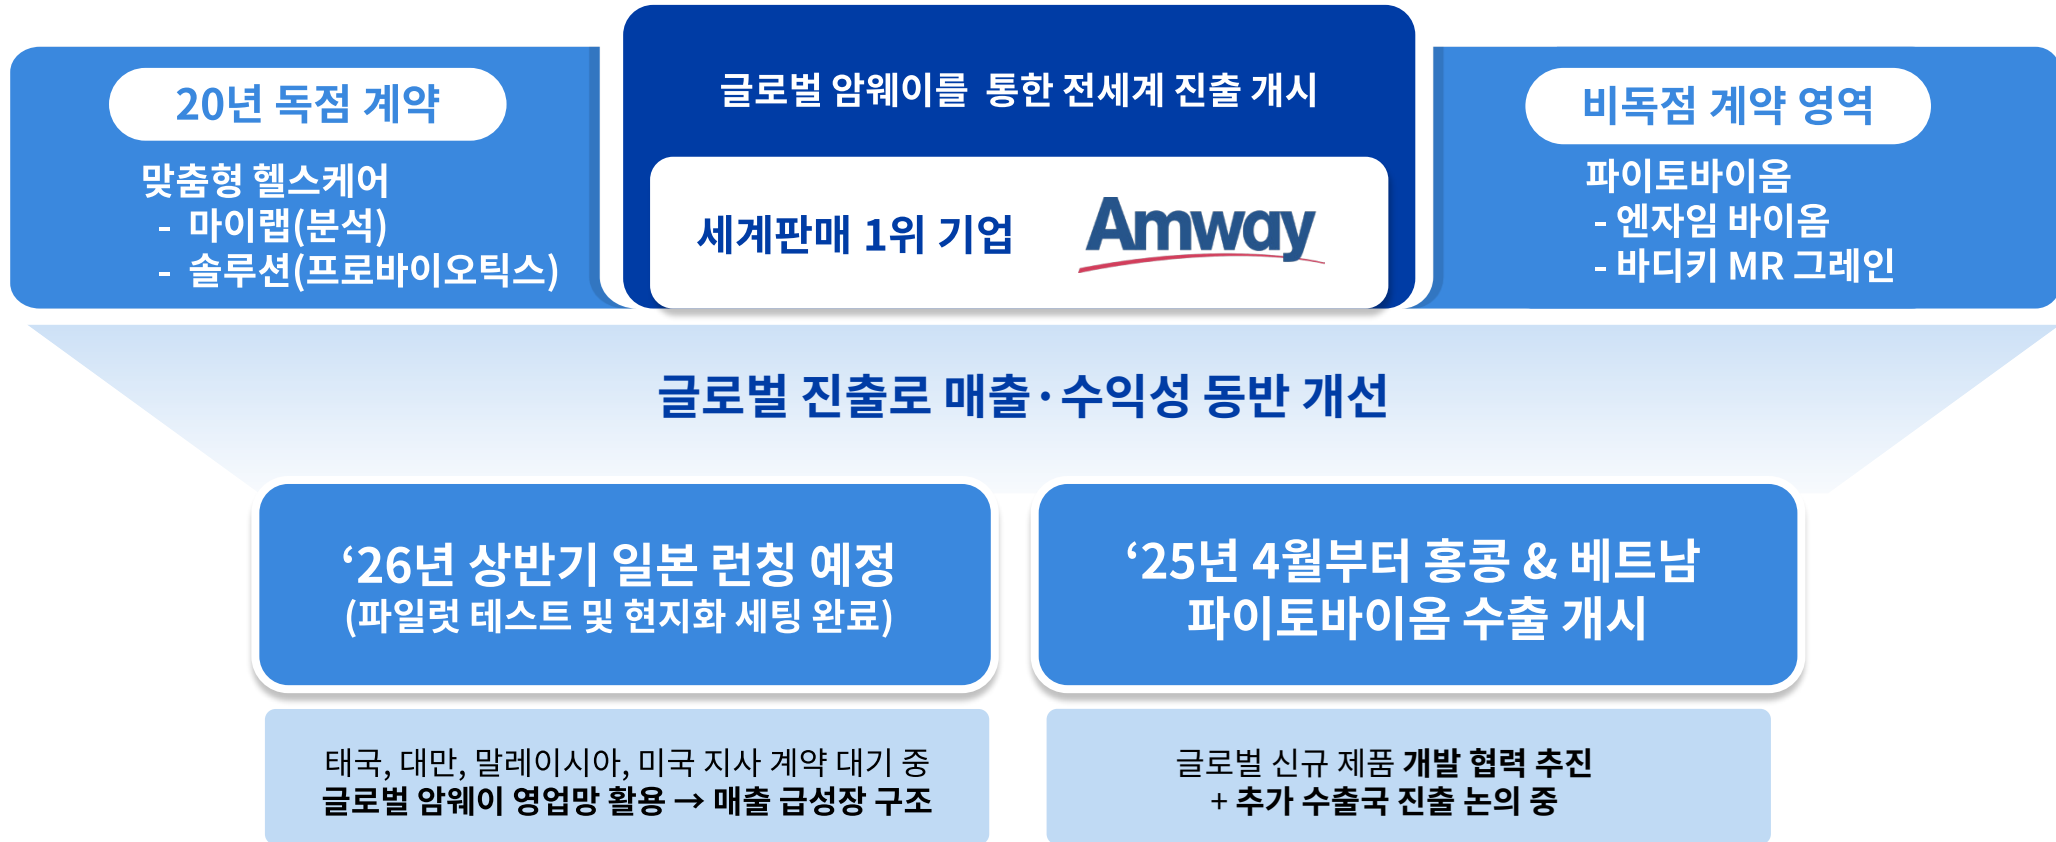 20년 독점 계약
맞춤형 헬스케어
- 마이랩(분석)
- 솔루션(프로바이오틱스)
글로벌 암웨이를 통한 전세계 진출 개시
세계판매 1위 기업
Amway
비독점 계약 영역
파이토바이옴
- 엔자임 바이옴
- 바디키 MR 그레인
글로벌 진출로 매출·수익성 동반 개선
‘26년 상반기 일본 런칭 예정
(파일럿 테스트 및 현지화 세팅 완료)
태국, 대만, 말레이시아, 미국 지사 계약 대기 중
글로벌 암웨이 영업망 활용 → 매출 급성장 구조
‘25년 4월부터 홍콩 & 베트남
파이토바이옴 수출 개시
글로벌 신규 제품 개발 협력 추진
+ 추가 수출국 진출 논의 중